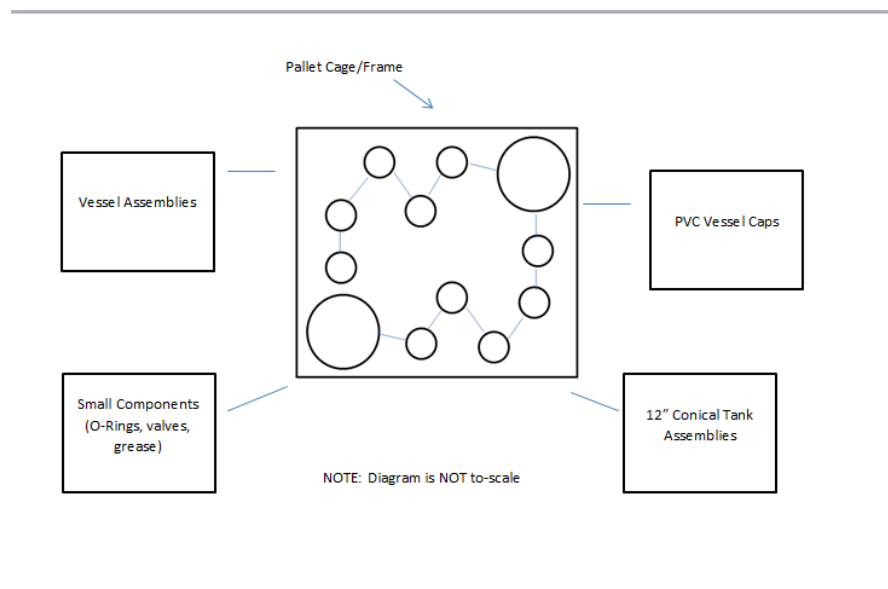 Pallet Cage/Frame
Vessel Assemblies
PVC Vessel Caps
Small Components
(O-Rings, valves,
grease)
12” Conical Tank
Assemblies
NOTE: Diagram is NOT to-scale